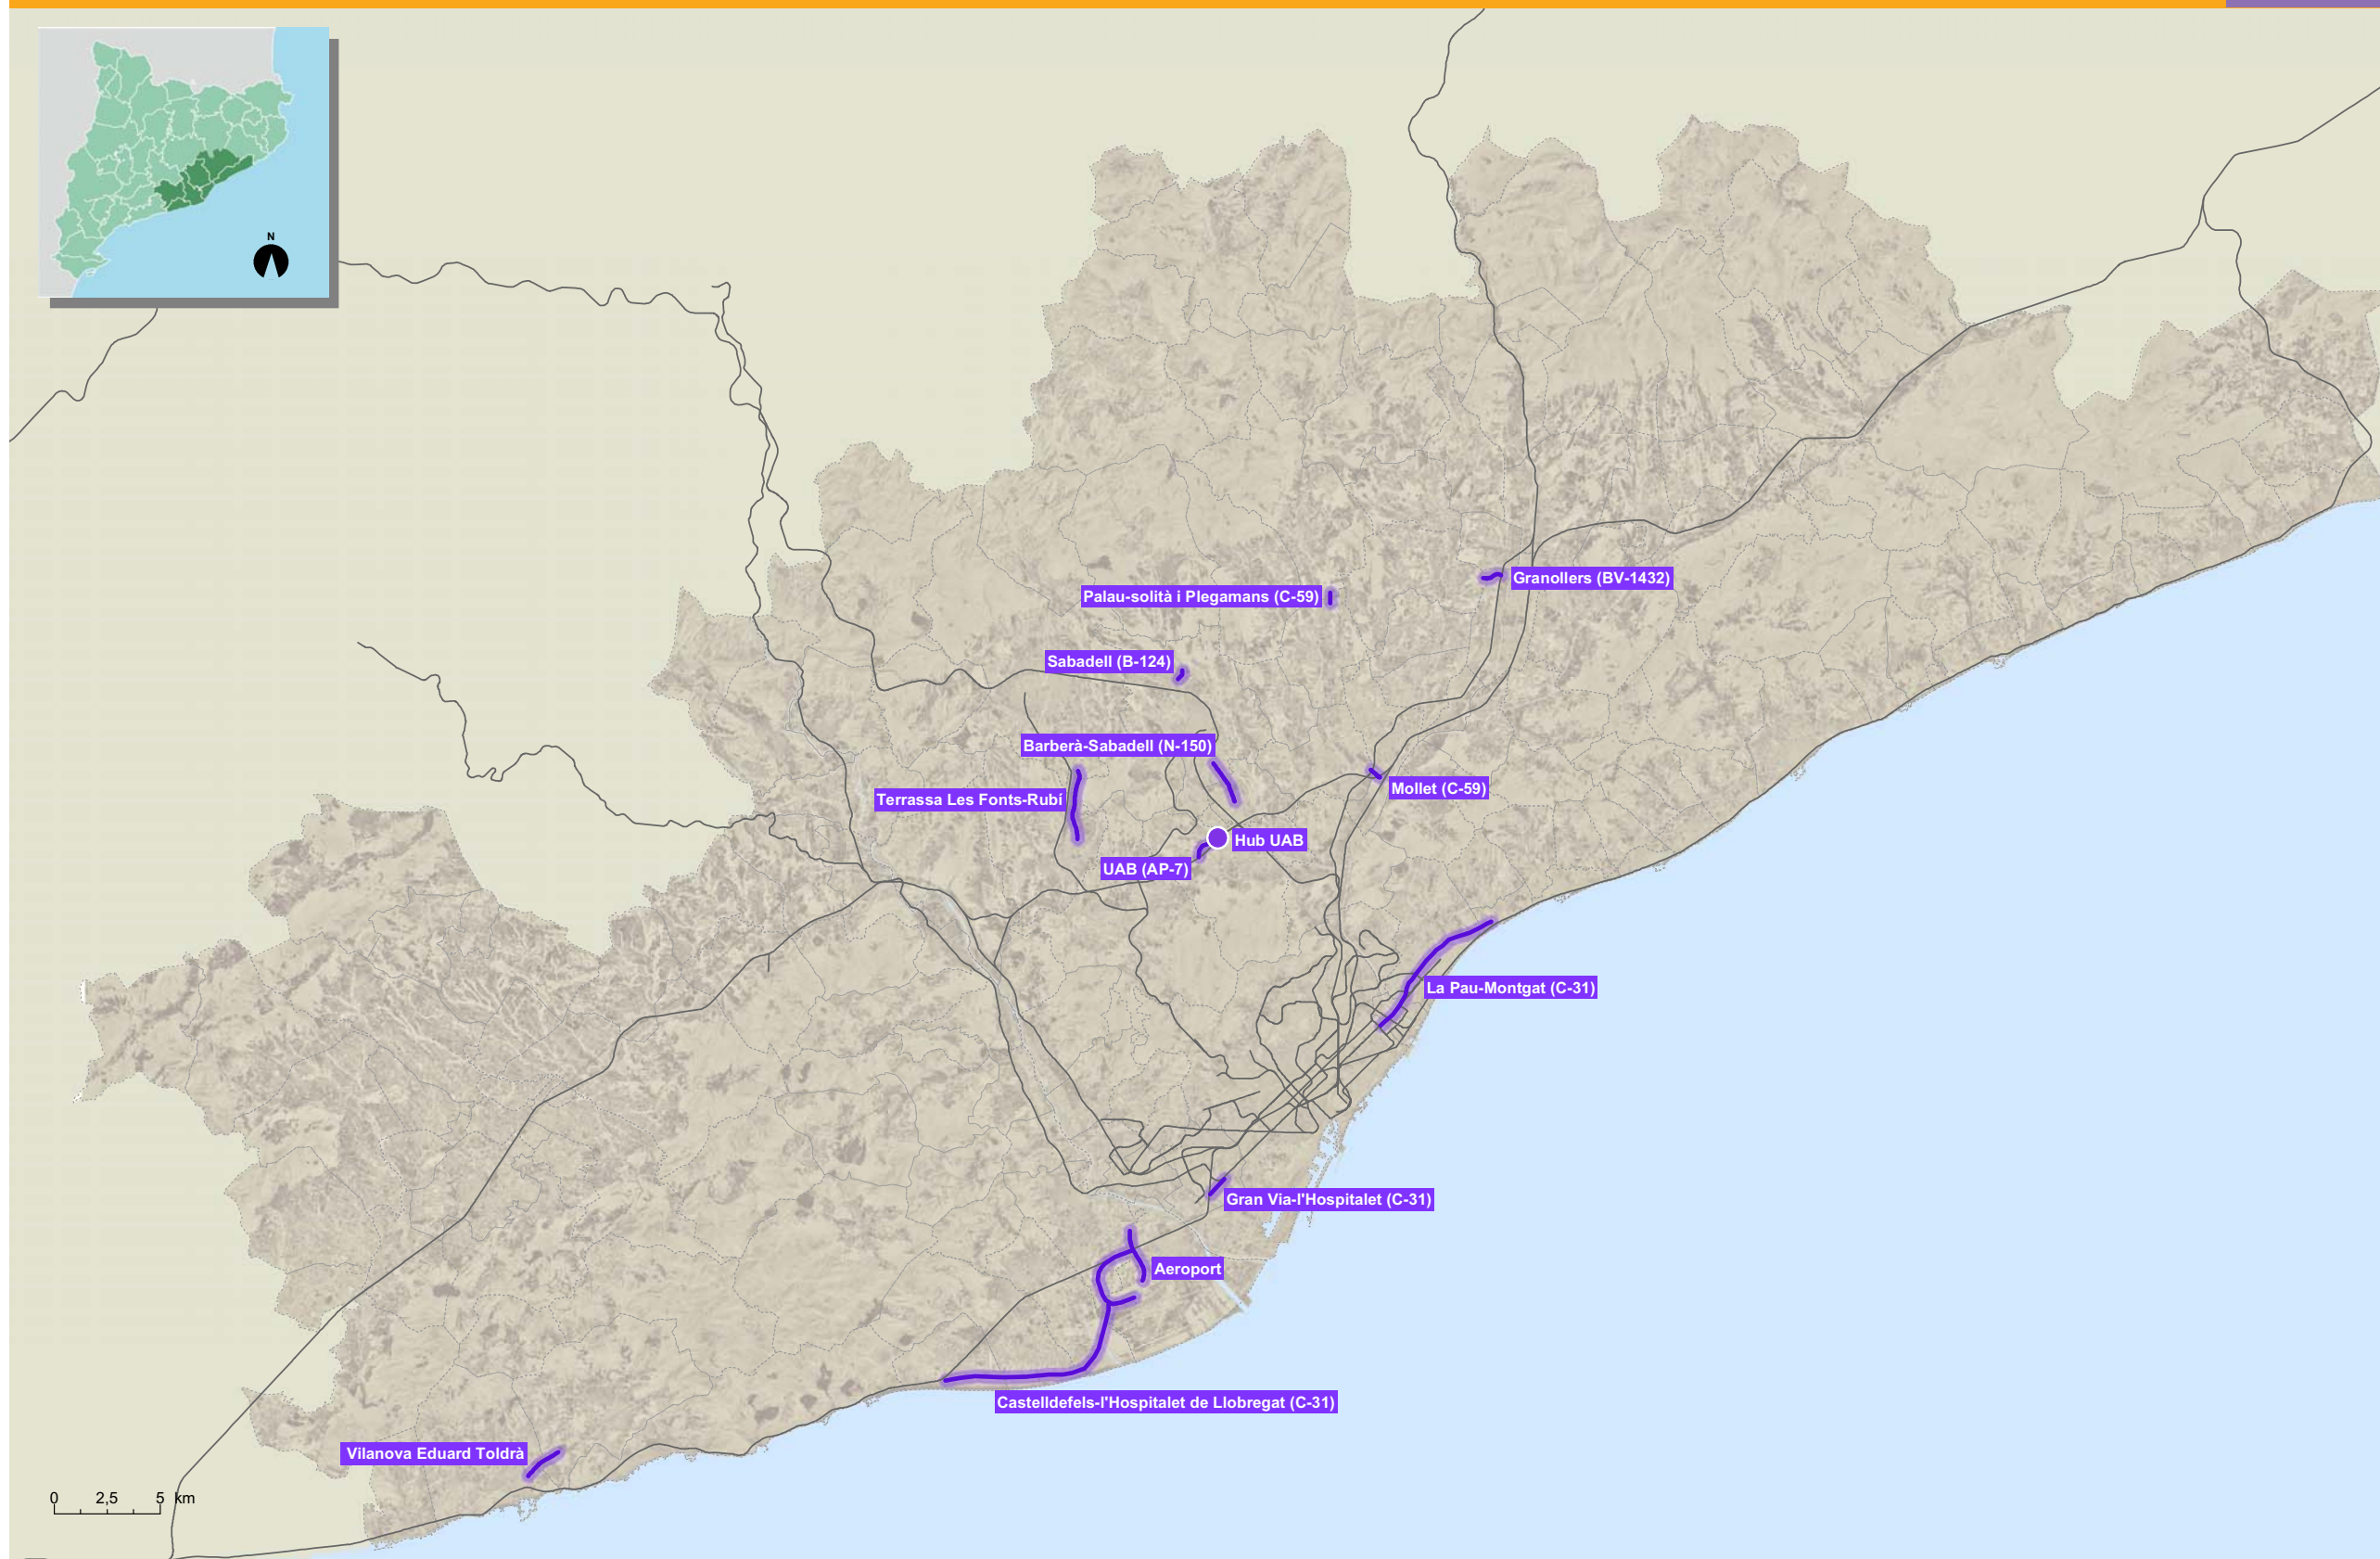 N
Granollers (BV-1432)
Palau-solità i Plegamans (C-59)
Sabadell (B-124)
Barberà-Sabadell (N-150)
Mollet (C-59)
Terrassa Les Fonts-Rubí
Hub UAB
UAB (AP-7)
La Pau-Montgat (C-31)
Gran Via-l'Hospitalet (C-31)
Aeroport
Castelldefels-l'Hospitalet de Llobregat (C-31)
Vilanova Eduard Toldrà
0 2,5 5 km